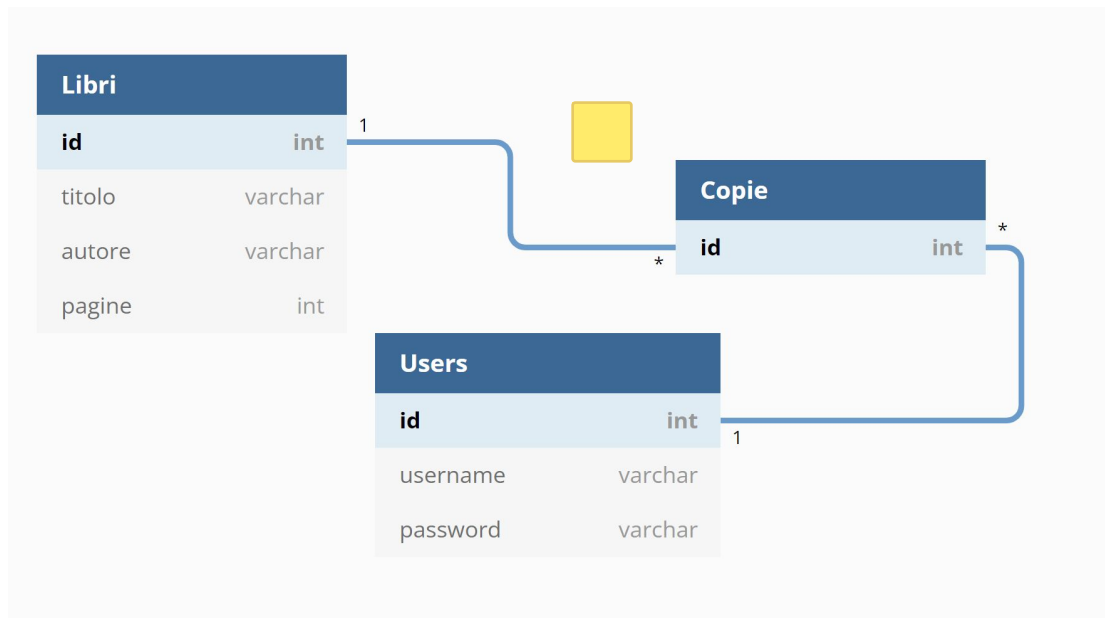 Libri
id int
titolo varchar
autore varchar
pagine int
1
*
Copie
id int
*
Users
id int
username varchar
password varchar
1